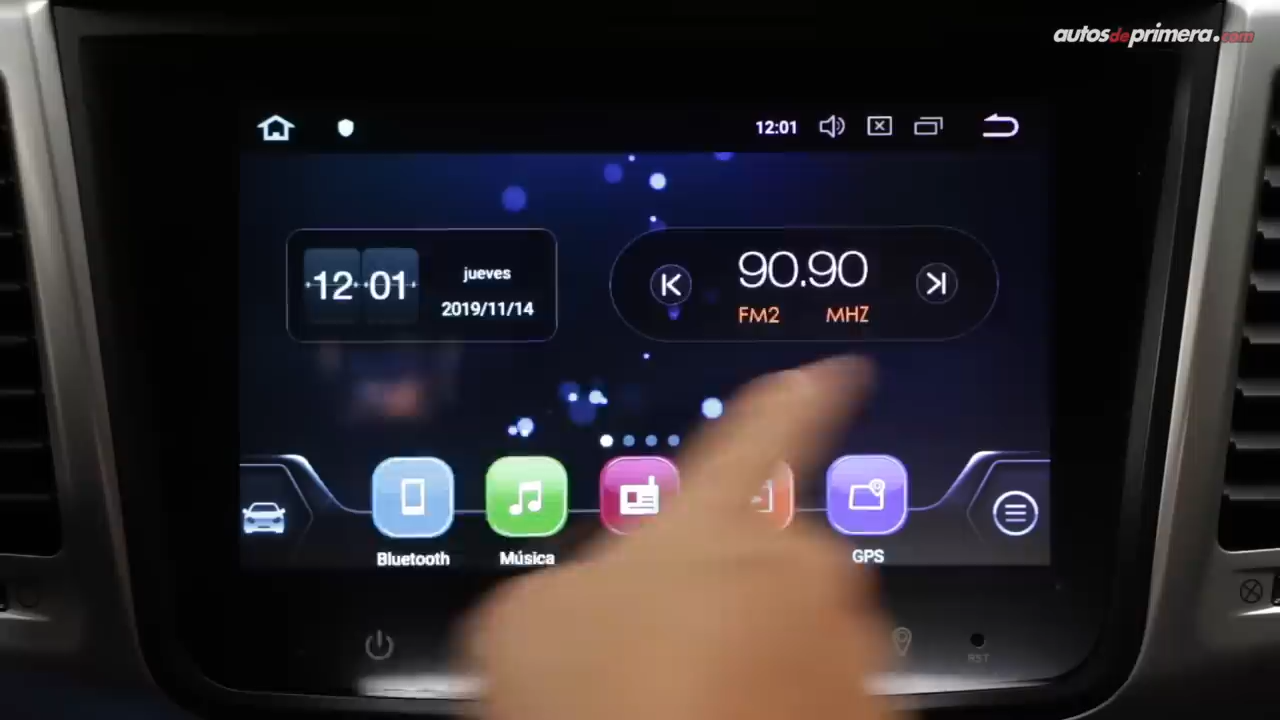 autosdeprimera.com
12:01
12 01
jueves
2019/11/14
90.90
FM2 MHZ
Bluetooth
Música
GPS
RST